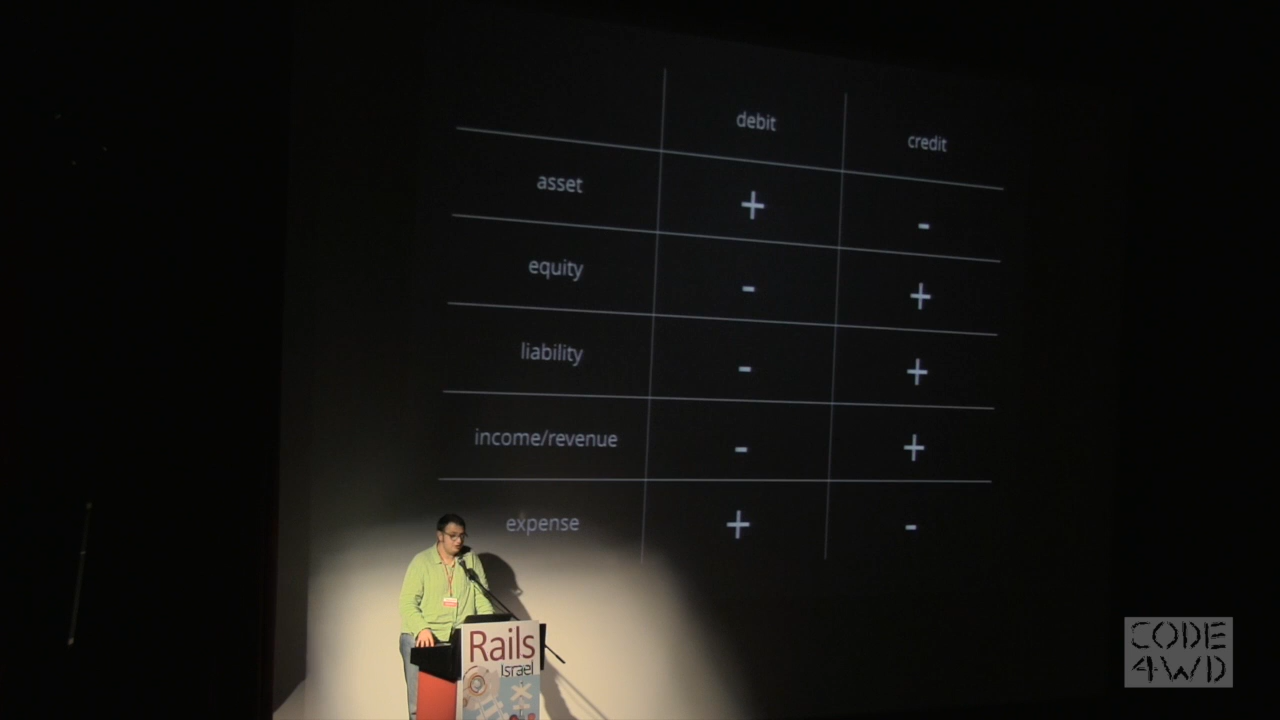 debit credit
asset + -
equity - +
liability - +
income/revenue - +
expense + -
Rails
Israel
CODE
4WD